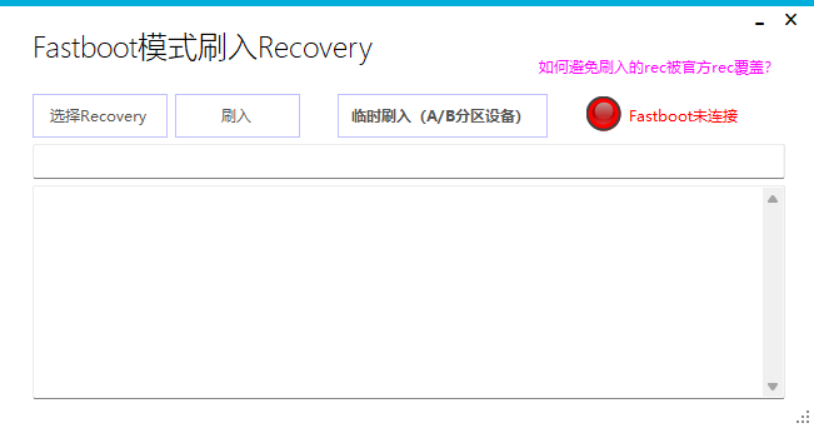 Fastboot模式刷入Recovery
如何避免刷入的rec被官方rec覆盖?
选择Recovery
刷入
临时刷入（A/B分区设备)
Fastboot未连接